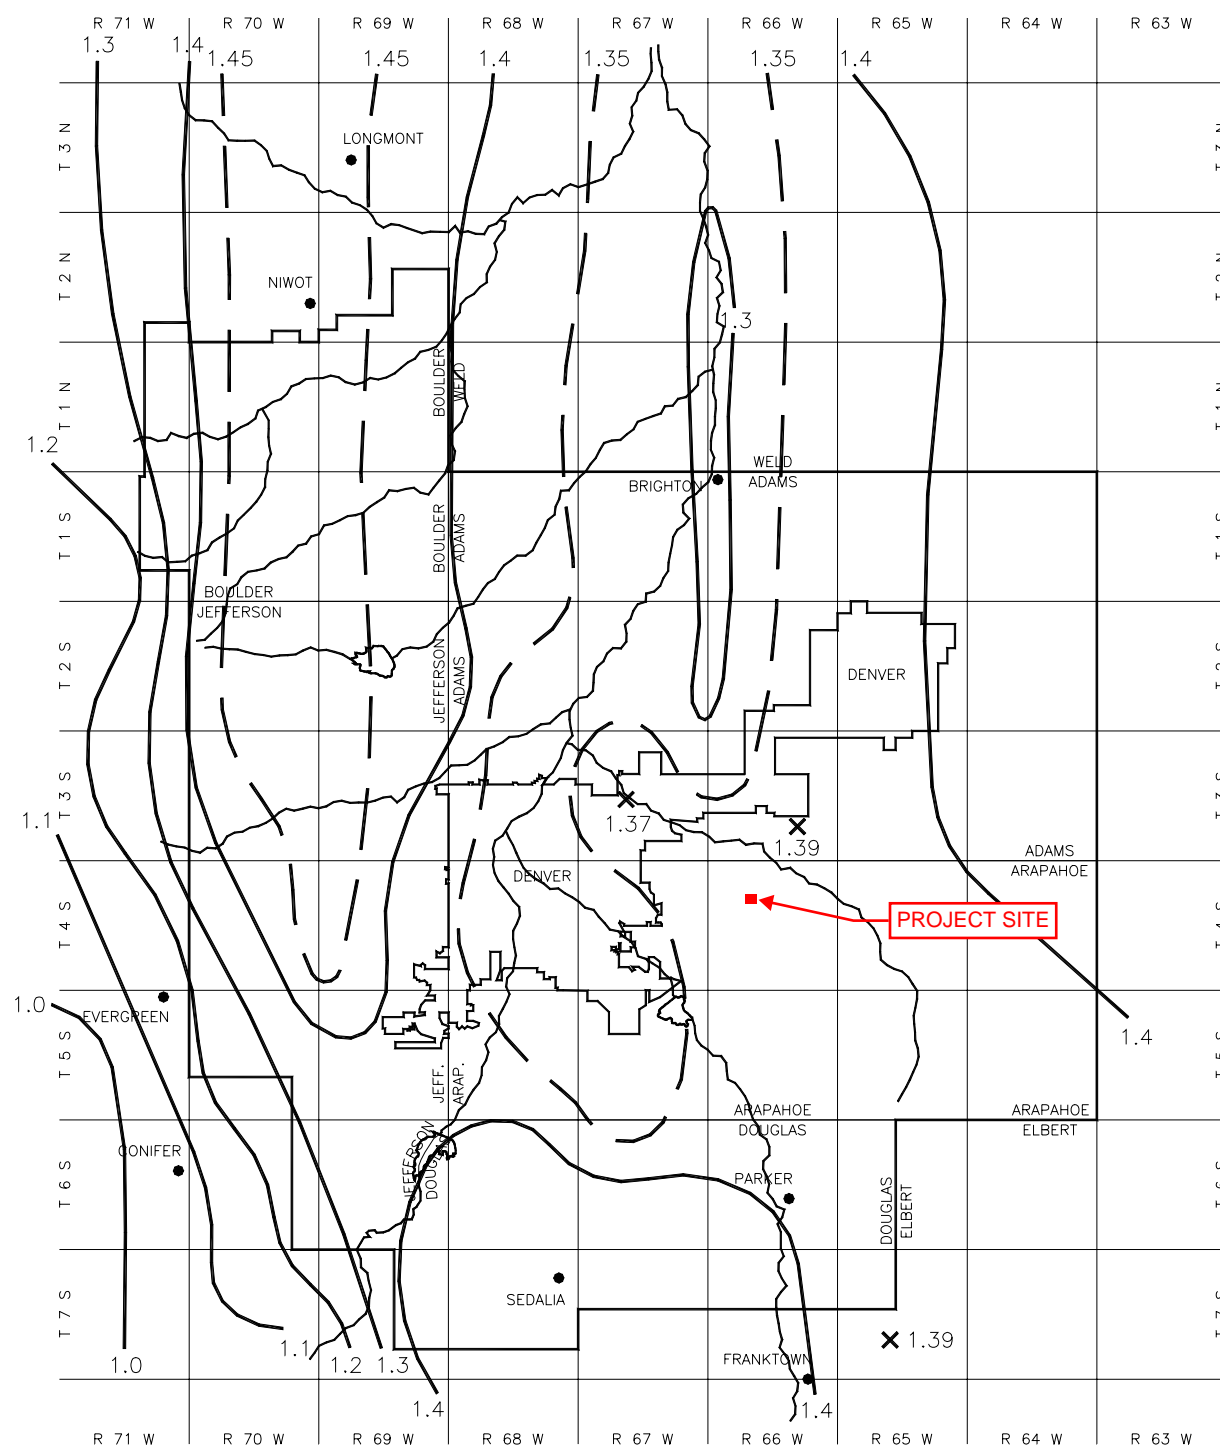 R 71 W
R 70 W
R 69 W
R 68 W
R 67 W
R 66 W
R 65 W
R 64 W
R 63 W
1.3
1.4
1.45
1.45
1.4
1.35
1.35
1.4
T 3 N
LONGMONT
T 2 N
NIWOT
1.3
T 1 N
BOULDER
WELD
1.2
WELD
ADAMS
BRIGHTON
T 1 S
BOULDER
ADAMS
BOULDER
JEFFERSON
T 2 S
JEFFERSON
ADAMS
DENVER
T 3 S
1.1
1.37
1.39
ADAMS
ARAPAHOE
DENVER
T 4 S
PROJECT SITE
1.0
EVERGREEN
1.4
T 5 S
JEFF.
ARAP.
ARAPAHOE
DOUGLAS
ARAPAHOE
ELBERT
CONIFER
JEFFERSON
DOUGLAS
T 6 S
PARKER
DOUGLAS
ELBERT
SEDALIA
T 7 S
1.39
1.1
1.0
1.2
1.3
FRANKTOWN
1.4
1.4
R 71 W
R 70 W
R 69 W
R 68 W
R 67 W
R 66 W
R 65 W
R 64 W
R 63 W